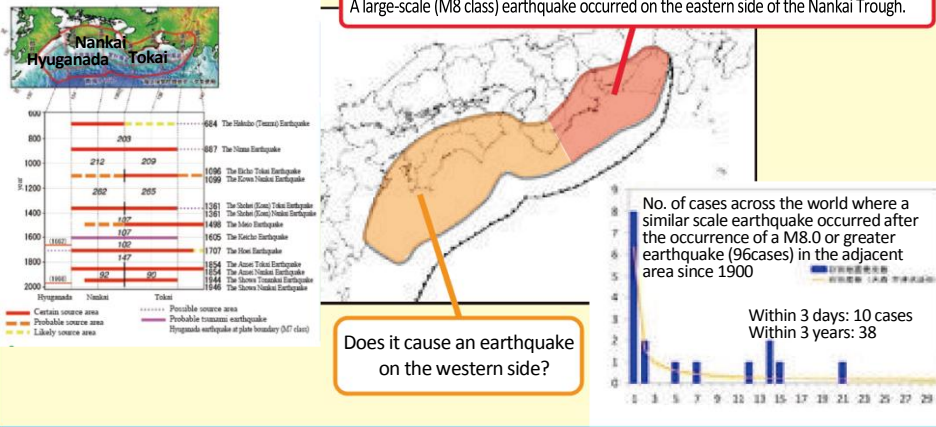 A large-scale (M8 class) earthquake occurred on the eastern side of the Nankai Trough.
Nankai
Hyuganada
Tokai
year
600
800
1000
1200
1400
1600
1800
2000
203
212 209
262 265
107
107
102
147
92 90
(1662)
684 The Hakuho (Tenmu) Earthquake
887 The Ninna Earthquake
1096 The Eicho Tokai Earthquake
1099 The Kowa Nankai Earthquake
1361 The Shohei (Koan) Tokai Earthquake
1361 The Shohei (Koan) Nankai Earthquake
1498 The Meio Earthquake
1605 The Keicho Earthquake
1707 The Hoei Earthquake
1854 The Ansei Tokai Earthquake
1854 The Ansei Nankai Earthquake
1944 The Showa Tonankai Earthquake
1946 The Showa Nankai Earthquake
Hyuganada Nankai Tokai
Certain source area
Probable source area
Likely source area
Possible source area
Probable tsunami earthquake
Hyuganada earthquake at plate boundary (M7 class)
Does it cause an earthquake
on the western side?
No. of cases across the world where a
similar scale earthquake occurred after
the occurrence of a M8.0 or greater
earthquake (96cases) in the adjacent
area since 1900
Within 3 days: 10 cases
Within 3 years: 38
9
8
7
6
5
4
3
2
1
0
1 3 5 7 9 11 13 15 17 19 21 23 25 27 29